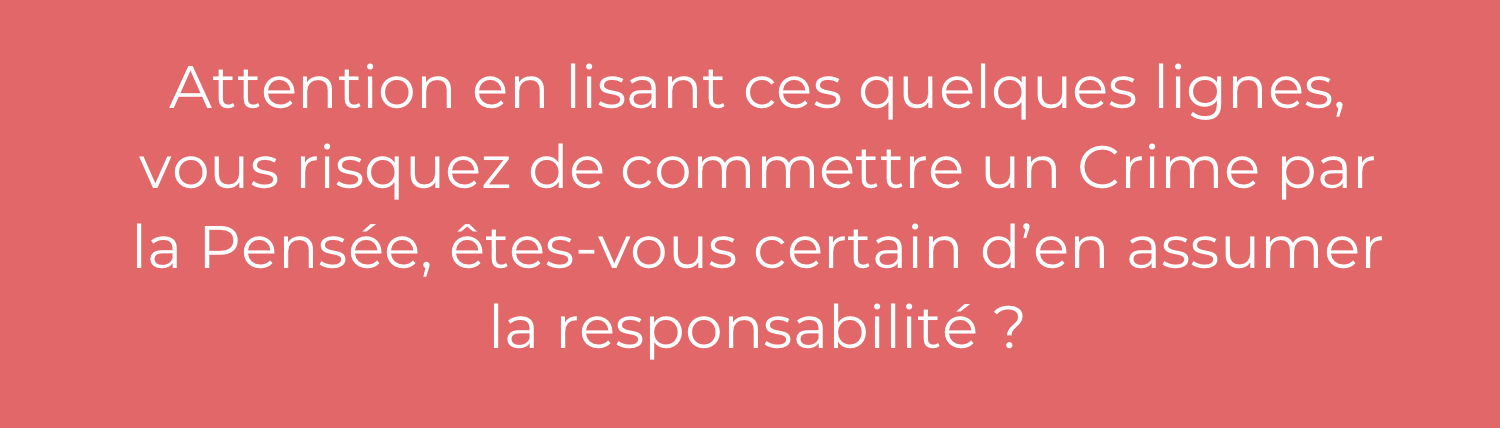 Attention en lisant ces quelques lignes,
vous risquez de commettre un Crime par
la Pensée, êtes-vous certain d’en assumer
la responsabilité ?